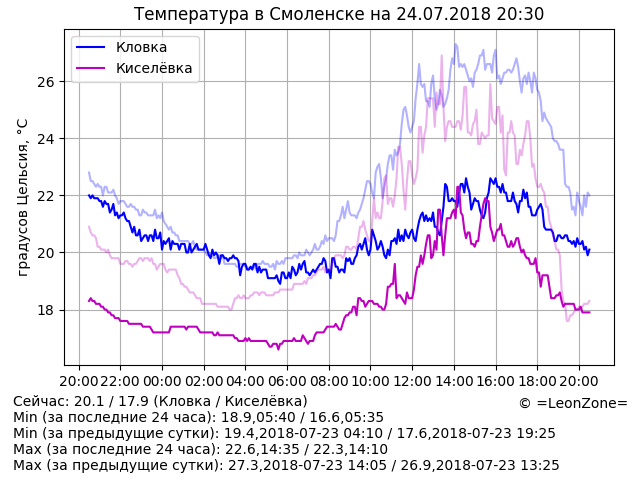 Температура в Смоленске на 24.07.2018 20:30
Кловка
Киселёвка
градусов Цельсия, °C
26
24
22
20
18
20:00 22:00 00:00 02:00 04:00 06:00 08:00 10:00 12:00 14:00 16:00 18:00 20:00
Сейчас: 20.1 / 17.9 (Кловка / Киселёвка)
© =LeonZone=
Min (за последние 24 часа): 18.9,05:40 / 16.6,05:35
Min (за предыдущие сутки): 19.4,2018-07-23 04:10 / 17.6,2018-07-23 19:25
Max (за последние 24 часа): 22.6,14:35 / 22.3,14:10
Max (за предыдущие сутки): 27.3,2018-07-23 14:05 / 26.9,2018-07-23 13:25